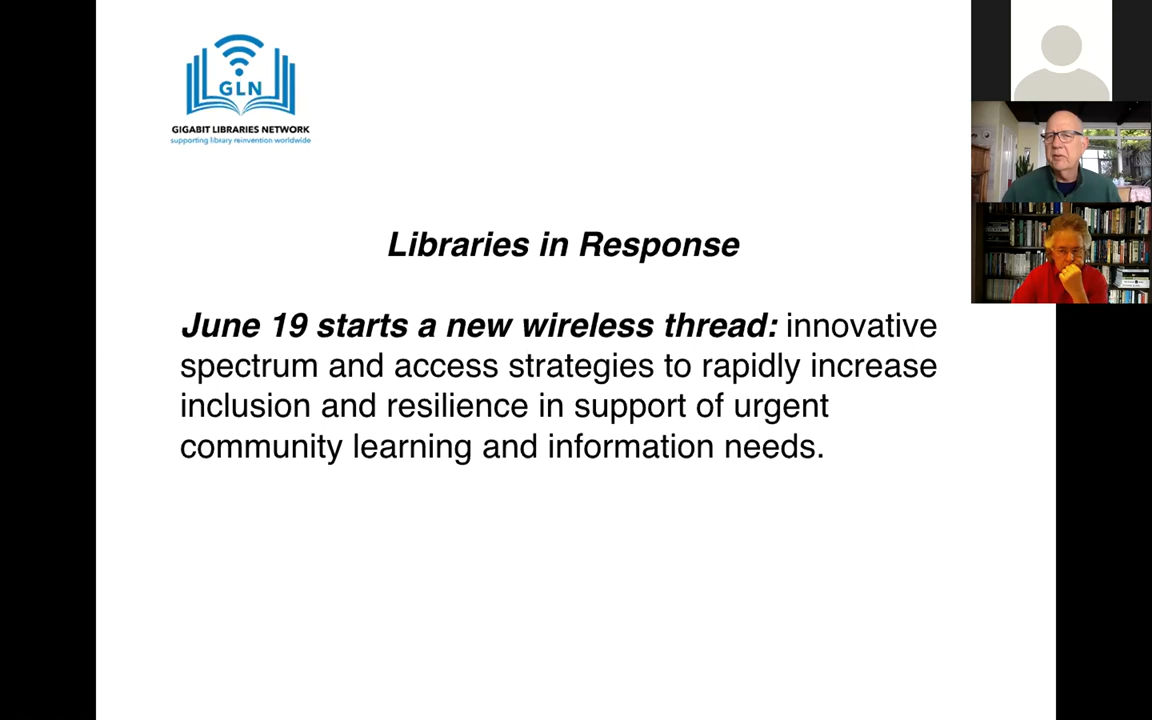 GLN
GIGABIT LIBRARIES NETWORK
supporting library reinvention worldwide
Libraries in Response
June 19 starts a new wireless thread: innovative
spectrum and access strategies to rapidly increase
inclusion and resilience in support of urgent
community learning and information needs.